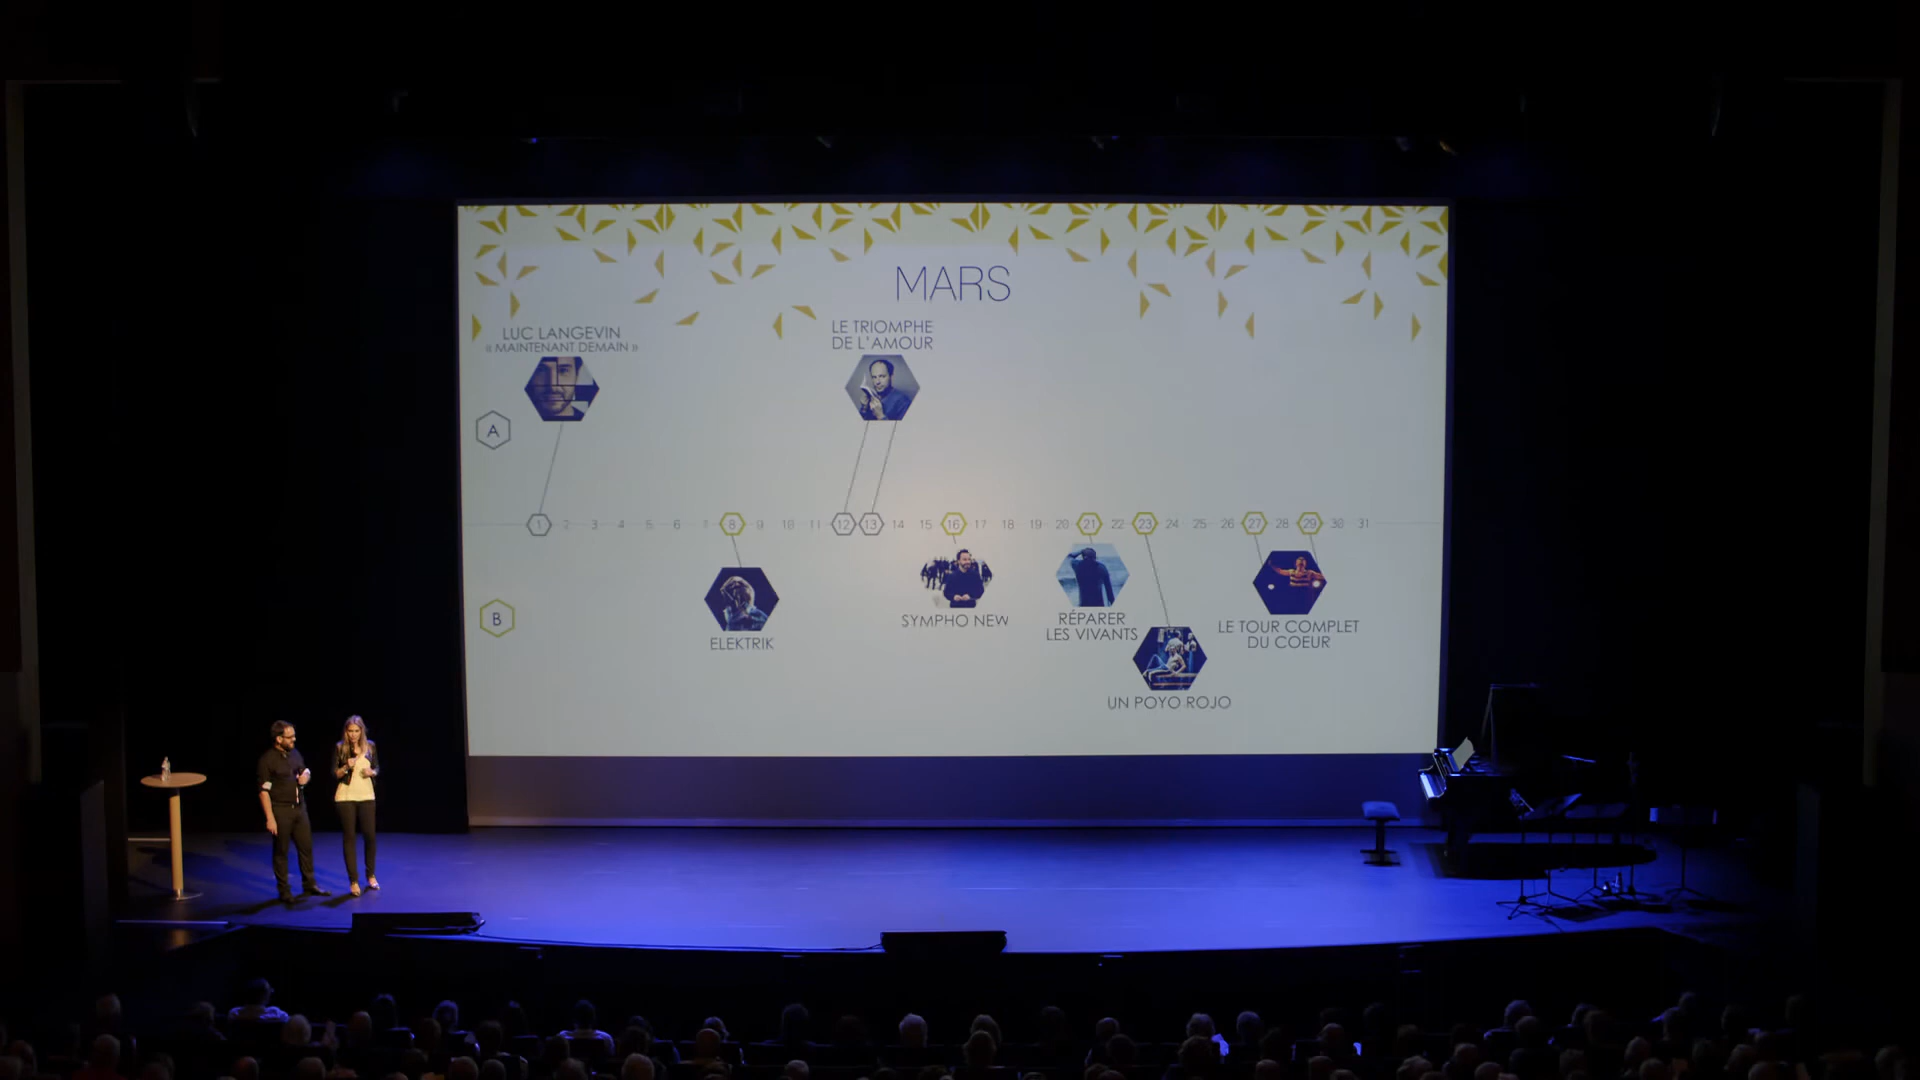 MARS
LUC LANGEVIN
« MAINTENANT DEMAIN »
LE TRIOMPHE
DE L'AMOUR
A
1 2 3 4 5 6 7 8 9 10 11 12 13 14 15 16 17 18 19 20 21 22 23 24 25 26 27 28 29 30 31
B
ELEKTRIK
SYMPHO NEW
RÉPARER
LES VIVANTS
UN POYO ROJO
LE TOUR COMPLET
DU COEUR